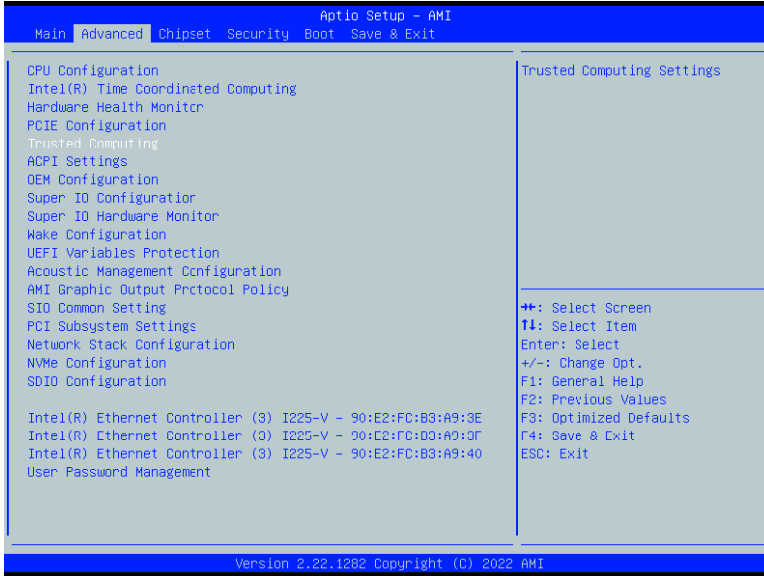 Aptio Setup – AMI
Main Advanced Chipset Security Boot Save & Exit
CPU Configuration
Intel(R) Time Coordinated Computing
Hardware Health Monitor
PCIE Configuration
Trusted Computing
ACPI Settings
OEM Configuration
Super IO Configuration
Super IO Hardware Monitor
Wake Configuration
UEFI Variables Protection
Acoustic Management Configuration
AMI Graphic Output Protocol Policy
SIO Common Setting
PCI Subsystem Settings
Network Stack Configuration
NVMe Configuration
SDIO Configuration
Intel(R) Ethernet Controller (3) I225-V – 90:E2:FC:B3:A9:3E
Intel(R) Ethernet Controller (3) I225-V – 90:E2:FC:B3:A9:3F
Intel(R) Ethernet Controller (3) I225-V – 90:E2:FC:B3:A9:40
User Password Management
Trusted Computing Settings
→←: Select Screen
↑↓: Select Item
Enter: Select
+/-: Change Opt.
F1: General Help
F2: Previous Values
F3: Optimized Defaults
F4: Save & Exit
ESC: Exit
Version 2.22.1282 Copyright (C) 2022 AMI